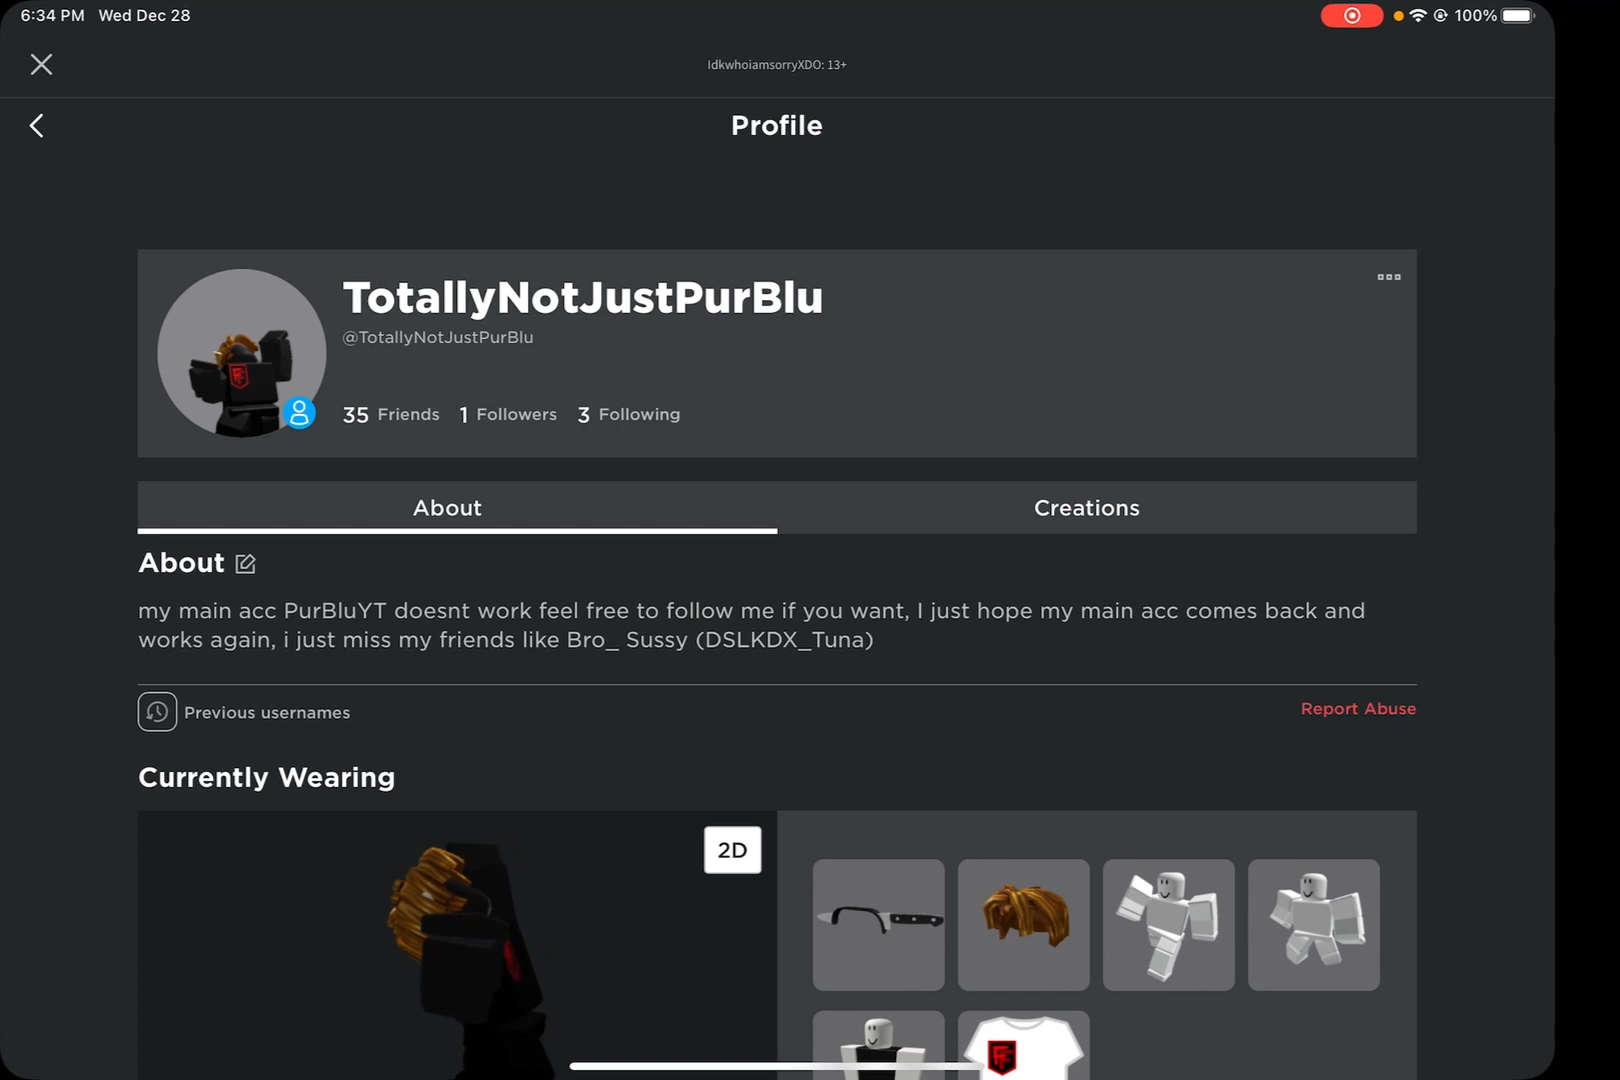 6:34 PM Wed Dec 28
100%
IdkwhoiamsorryXDO: 13+
Profile
TotallyNotJustPurBlu
@TotallyNotJustPurBlu
35 Friends 1 Followers 3 Following
About Creations
About
my main acc PurBluYT doesnt work feel free to follow me if you want, I just hope my main acc comes back and
works again, i just miss my friends like Bro_ Sussy (DSLKDX_Tuna)
Previous usernames
Report Abuse
Currently Wearing
2D